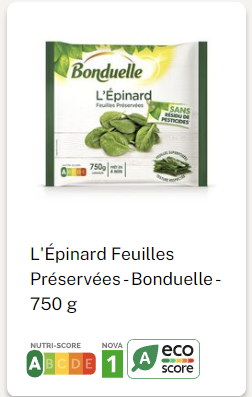 Bonduelle
L'Épinard
Feuilles Préservées
SANS
RÉSIDU DE
PESTICIDES
750g
A
L'Épinard Feuilles
Préservées - Bonduelle -
750 g
NUTRI-SCORE
A B C D E
NOVA
1
A eco
score